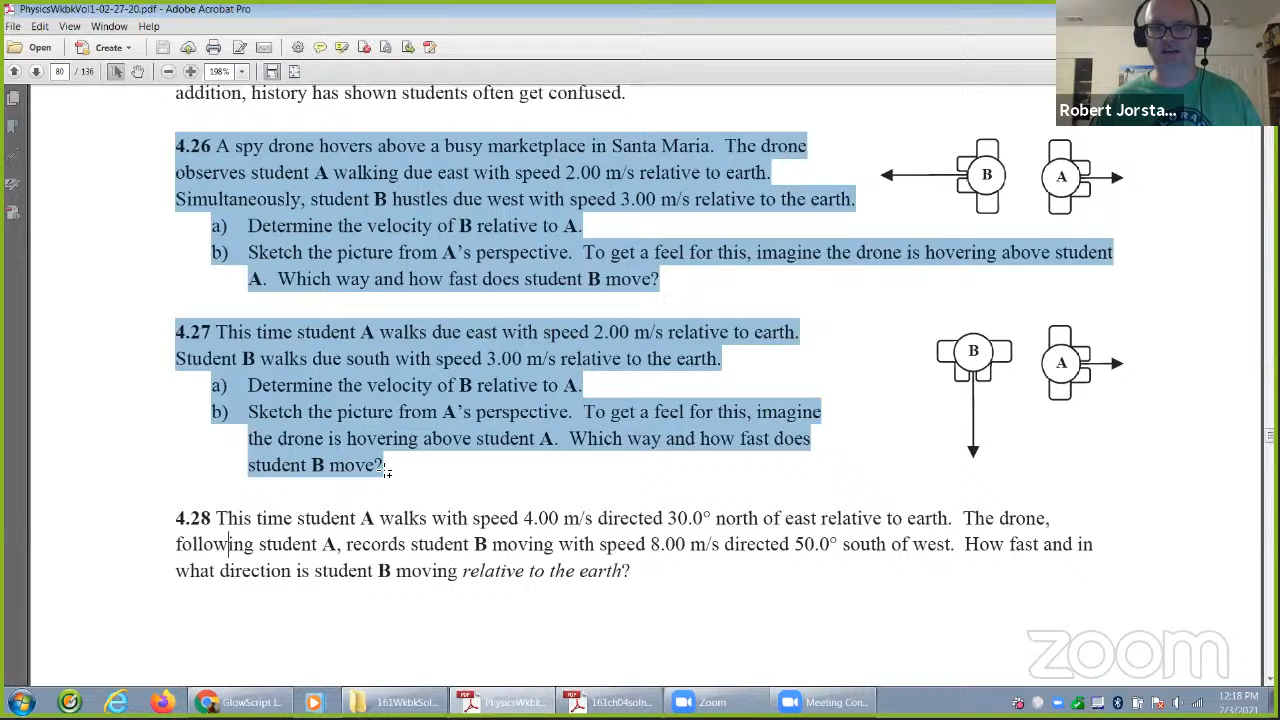 PhysicsWkbkVol1-02-27-20.pdf - Adobe Acrobat Pro
File Edit View Window Help
Open Create
80 / 136 198%
addition, history has shown students often get confused.
4.26 A spy drone hovers above a busy marketplace in Santa Maria. The drone
observes student A walking due east with speed 2.00 m/s relative to earth.
Simultaneously, student B hustles due west with speed 3.00 m/s relative to the earth.
a) Determine the velocity of B relative to A.
b) Sketch the picture from A's perspective. To get a feel for this, imagine the drone is hovering above student
A. Which way and how fast does student B move?
B A
4.27 This time student A walks due east with speed 2.00 m/s relative to earth.
Student B walks due south with speed 3.00 m/s relative to the earth.
a) Determine the velocity of B relative to A.
b) Sketch the picture from A's perspective. To get a feel for this, imagine
the drone is hovering above student A. Which way and how fast does
student B move?
B A
4.28 This time student A walks with speed 4.00 m/s directed 30.0° north of east relative to earth. The drone,
following student A, records student B moving with speed 8.00 m/s directed 50.0° south of west. How fast and in
what direction is student B moving relative to the earth?
Robert Jorsta...
zoom
GlowScript I... 161WkbkSol... PhysicsWkbk... 161ch04soln... Zoom Meeting Con...
12:18 PM
2/3/2021